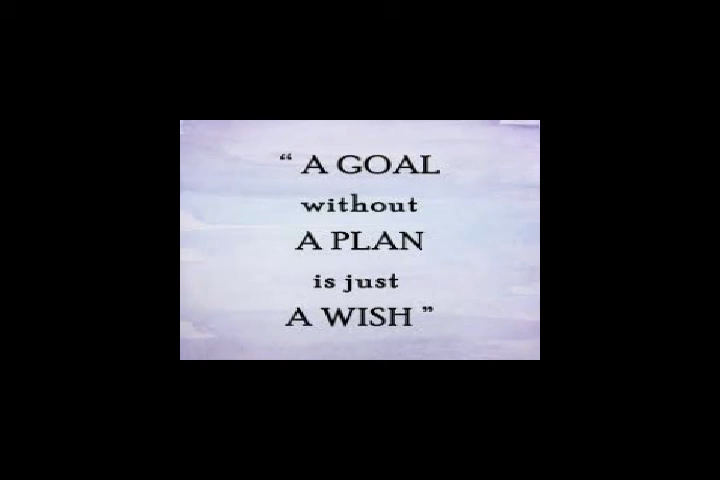 “ A GOAL
without
A PLAN
is just
A WISH ”